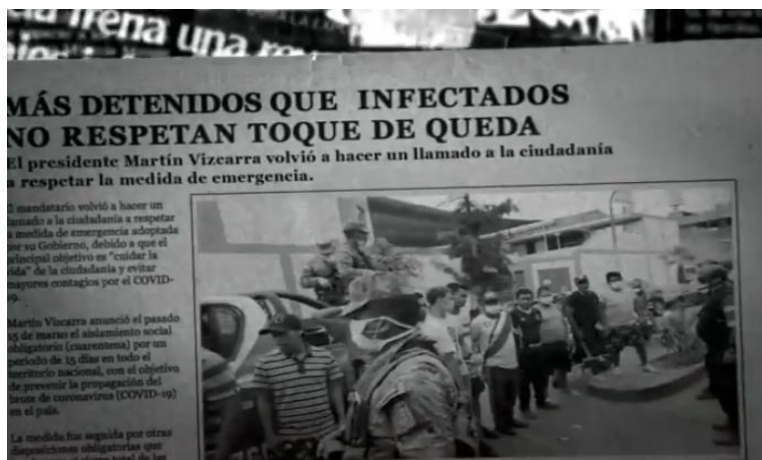 una
MÁS DETENIDOS QUE INFECTADOS
NO RESPETAN TOQUE DE QUEDA
El presidente Martín Vizcarra volvió a hacer un llamado a la ciudadanía
a respetar la medida de emergencia.
El mandatario volvió a hacer un
llamado a la ciudadanía a respetar
a medida de emergencia adoptada
por su Gobierno, debido a que el
principal objetivo es "cuidar la
vida" de la ciudadanía y evitar
mayores contagios por el COVID-
19.
Martín Viscarra anunció el pasado
15 de marzo el aislamiento social
obligatorio (cuarentena) por un
periodo de 15 días en todo el
territorio nacional, con el objetivo
de prevenir la propagación del
brote de coronavirus (COVID-19)
en el país.
La medida fue seguida por otras
disposiciones obligatorias que